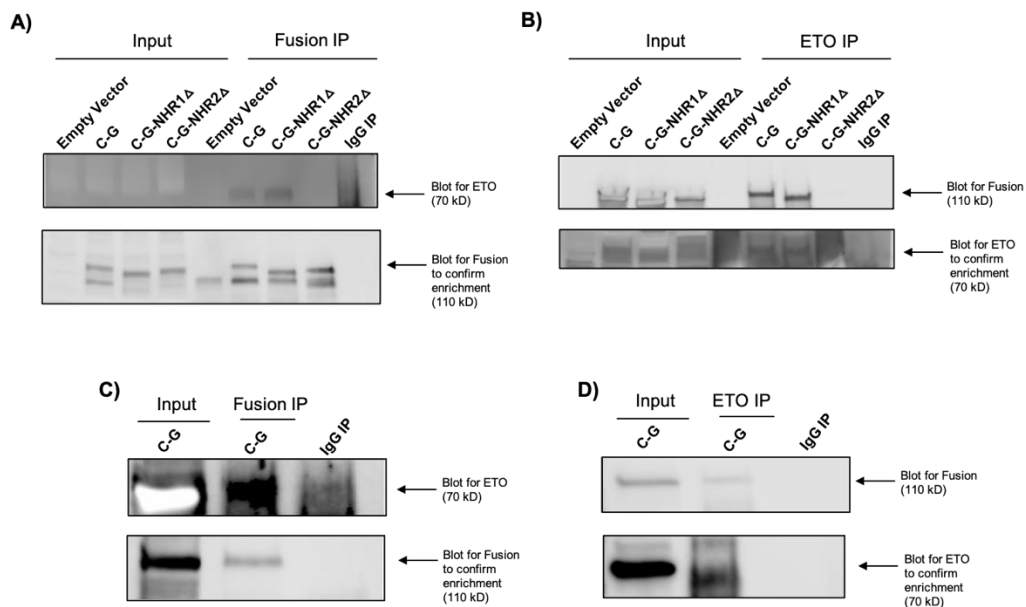 A)
Input
Fusion IP
Empty Vector
C-G
C-G-NHR1Δ
C-G-NHR2Δ
Empty Vector
C-G
C-G-NHR1Δ
C-G-NHR2Δ
IgG IP
Blot for ETO
(70 kD)
Blot for Fusion
to confirm
enrichment
(110 kD)
B)
Input
ETO IP
Empty Vector
C-G
C-G-NHR1Δ
C-G-NHR2Δ
Empty Vector
C-G
C-G-NHR1Δ
C-G-NHR2Δ
IgG IP
Blot for Fusion
(110 kD)
Blot for ETO
to confirm
enrichment
(70 kD)
C)
Input
Fusion IP
C-G
C-G
IgG IP
Blot for ETO
(70 kD)
Blot for Fusion
to confirm
enrichment
(110 kD)
D)
Input
ETO IP
C-G
C-G
IgG IP
Blot for Fusion
(110 kD)
Blot for ETO
to confirm
enrichment
(70 kD)